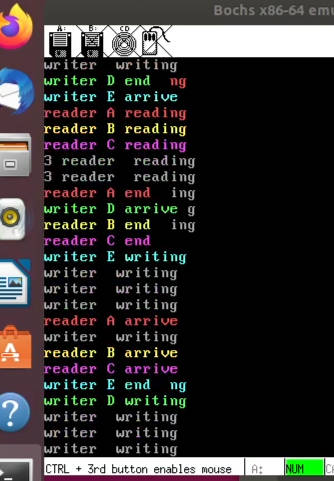 Bochs x86-64 emu
A: B: CD
writer  writing
writer D end  ng
writer E arrive
reader A reading
reader B reading
reader C reading
3 reader  reading
3 reader  reading
reader A end  ing
writer D arrive g
reader B end  ing
reader C end
writer E writing
writer  writing
writer  writing
writer  writing
reader A arrive
writer  writing
reader B arrive
reader C arrive
writer E end  ng
writer D writing
writer  writing
writer  writing
writer  writing
CTRL + 3rd button enables mouse A: NUM CA